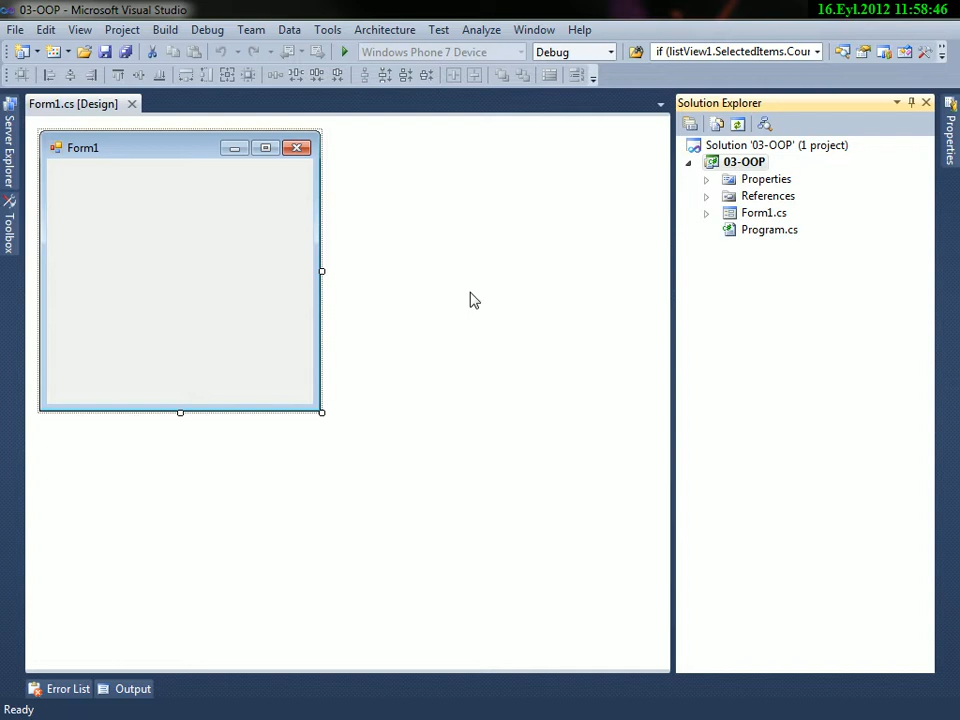 03-OOP - Microsoft Visual Studio
16.Eyl.2012 11:58:46
File Edit View Project Build Debug Team Data Tools Architecture Test Analyze Window Help
Windows Phone 7 Device Debug if (listView1.SelectedItems.Cour
Form1.cs [Design]
Solution Explorer
Server Explorer
Toolbox
Properties
Form1
Solution '03-OOP' (1 project)
03-OOP
Properties
References
Form1.cs
Program.cs
Error List Output
Ready